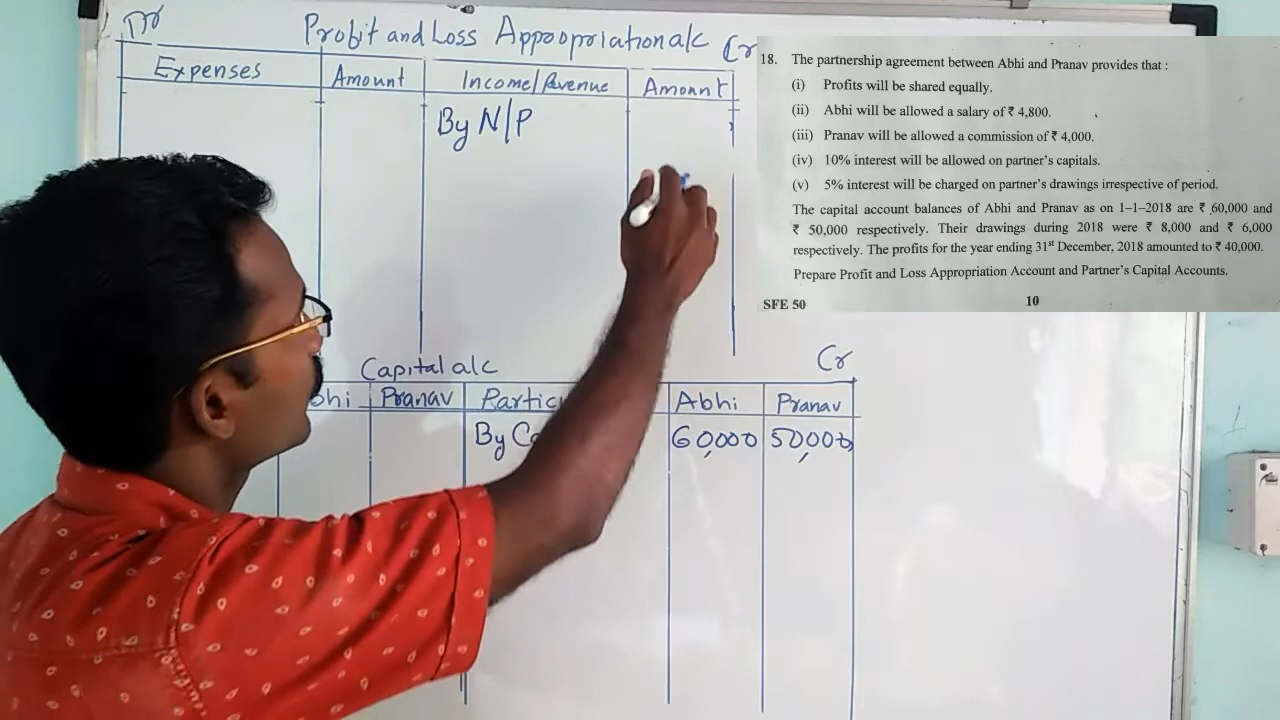 Dr Profit and Loss Appropriation a/c Cr
Expenses Amount Income/Revenue Amount
By N/P
Capital a/c Cr
Pranav Partic Abhi Pranav
By 60,000 50,000
18. The partnership agreement between Abhi and Pranav provides that :
(i) Profits will be shared equally.
(ii) Abhi will be allowed a salary of ₹ 4,800.
(iii) Pranav will be allowed a commission of ₹ 4,000.
(iv) 10% interest will be allowed on partner's capitals.
(v) 5% interest will be charged on partner's drawings irrespective of period.
The capital account balances of Abhi and Pranav as on 1–1–2018 are ₹ 60,000 and
₹ 50,000 respectively. Their drawings during 2018 were ₹ 8,000 and ₹ 6,000
respectively. The profits for the year ending 31st December, 2018 amounted to ₹ 40,000.
Prepare Profit and Loss Appropriation Account and Partner's Capital Accounts.
SFE 50 10